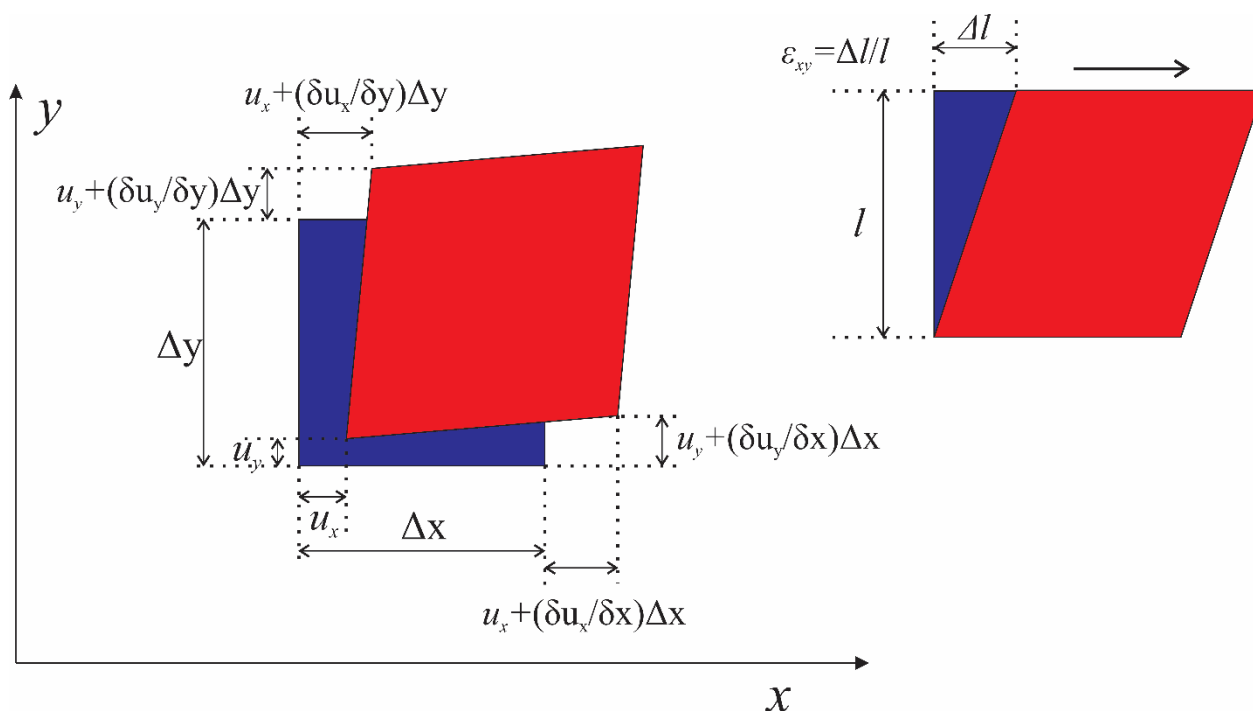 Δl
ε_xy=Δl/l
y
u_x+(δu_x/δy)Δy
u_y+(δu_y/δy)Δy
l
Δy
u_y
u_y+(δu_y/δx)Δx
u_x
Δx
u_x+(δu_x/δx)Δx
x